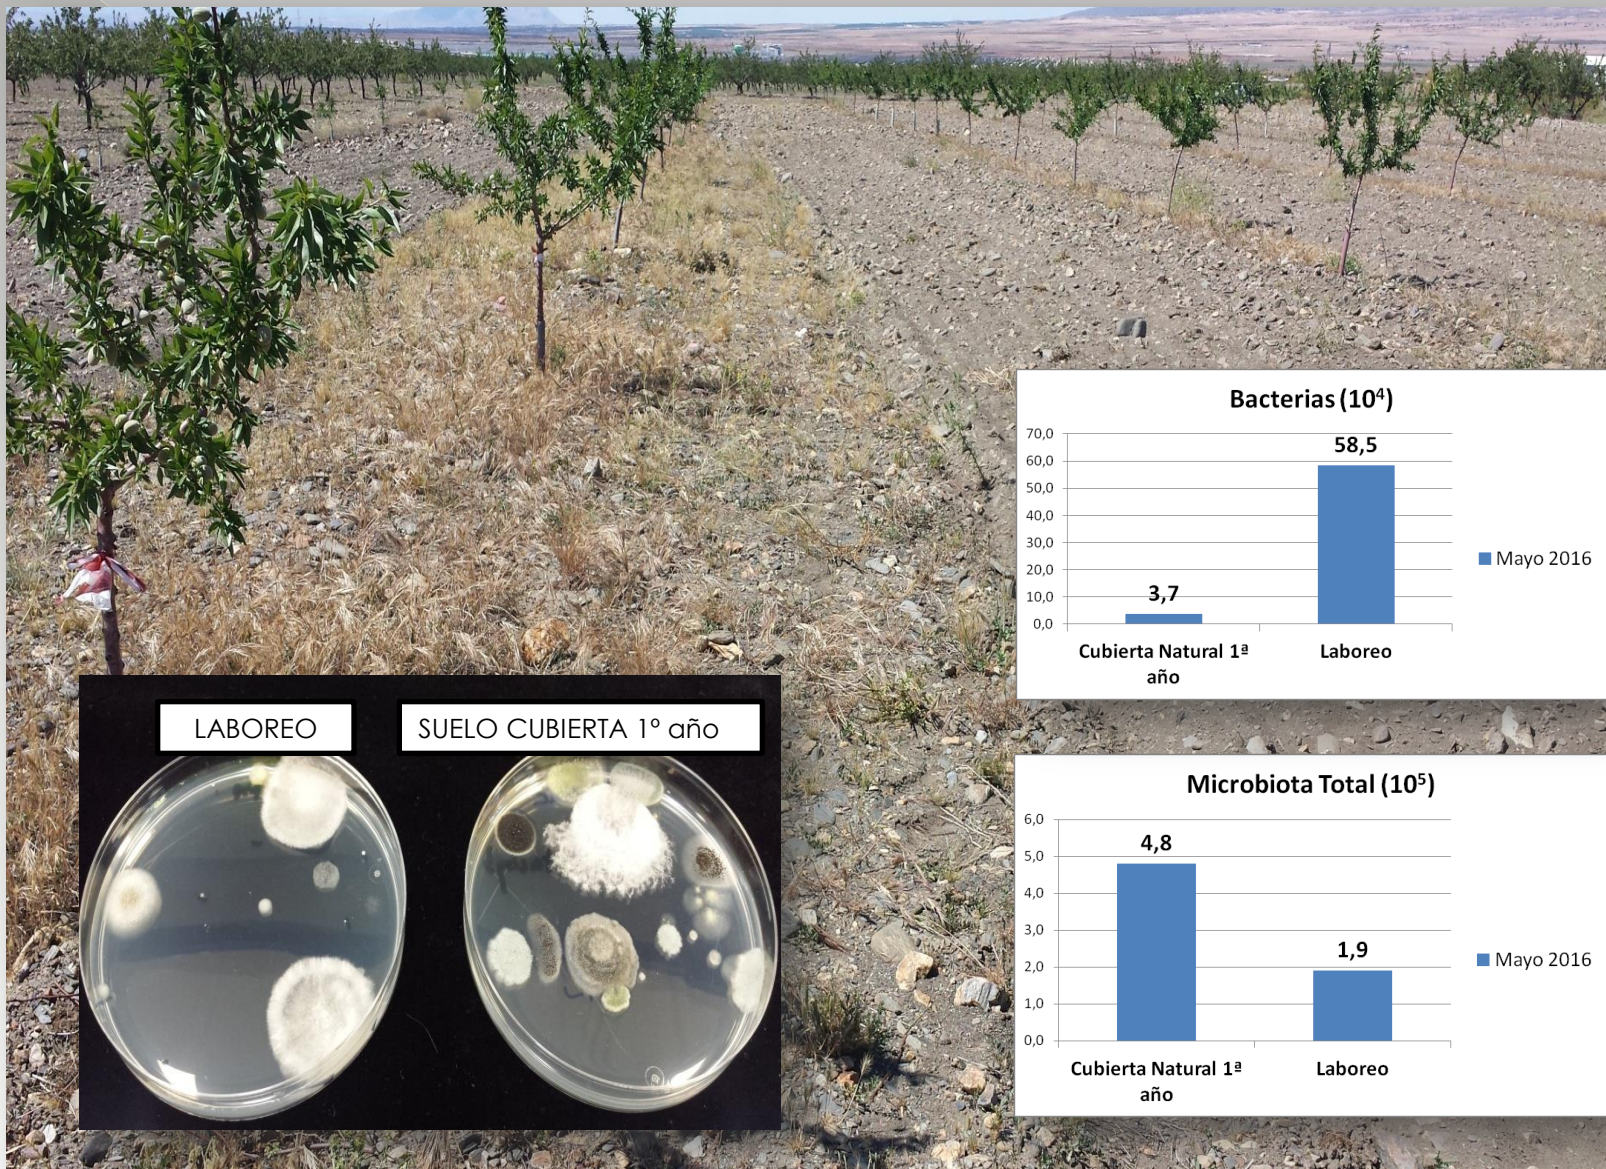 Bacterias (10⁴)
70,0
60,0
50,0
40,0
30,0
20,0
10,0
0,0
3,7
58,5
Cubierta Natural 1ª
año
Laboreo
Mayo 2016
LABOREO
SUELO CUBIERTA 1º año
Microbiota Total (10⁵)
6,0
5,0
4,0
3,0
2,0
1,0
0,0
4,8
1,9
Cubierta Natural 1ª
año
Laboreo
Mayo 2016